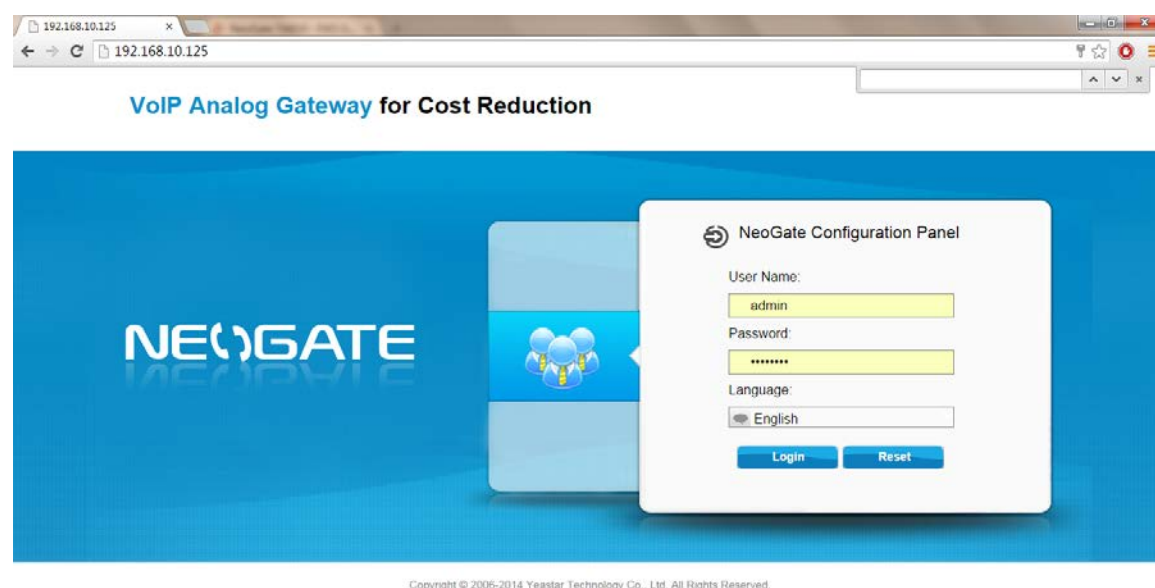 192.168.10.125
192.168.10.125
VoIP Analog Gateway for Cost Reduction
NEOGATE
NeoGate Configuration Panel
User Name:
admin
Password:
••••••••
Language:
English
Login Reset
Copyright © 2006-2014 Yeastar Technology Co., Ltd. All Rights Reserved.